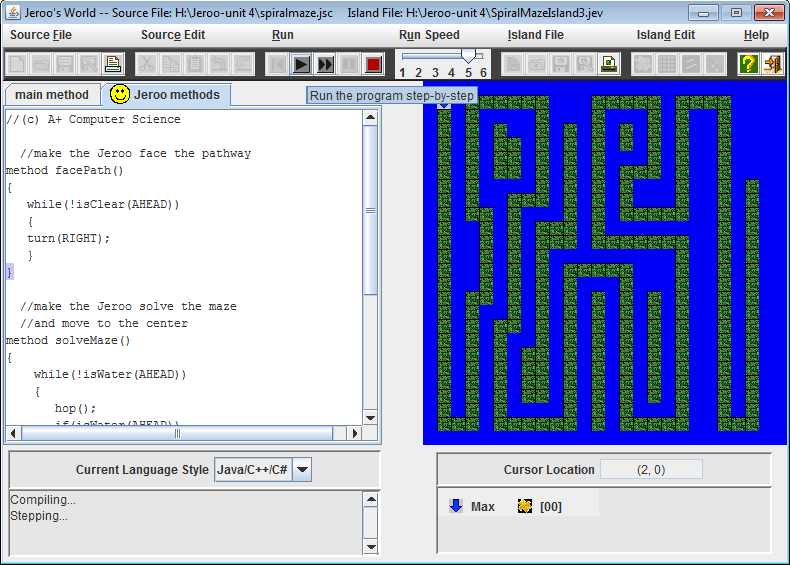 Jeroo's World -- Source File: H:\Jeroo-unit 4\spiralmaze.jsc    Island File: H:\Jeroo-unit 4\SpiralMazeIsland3.jev
Source File    Source Edit    Run    Run Speed    Island File    Island Edit    Help
1 2 3 4 5 6
main method    Jeroo methods
Run the program step-by-step
//(c) A+ Computer Science
//make the Jeroo face the pathway
method facePath()
{
while(!isClear(AHEAD))
{
turn(RIGHT);
}
}
//make the Jeroo solve the maze
//and move to the center
method solveMaze()
{
while(!isWater(AHEAD))
{
hop();
if(isWater(AHEAD)
Current Language Style    Java/C++/C#
Cursor Location    (2, 0)
Compiling...
Stepping...
Max    [00]